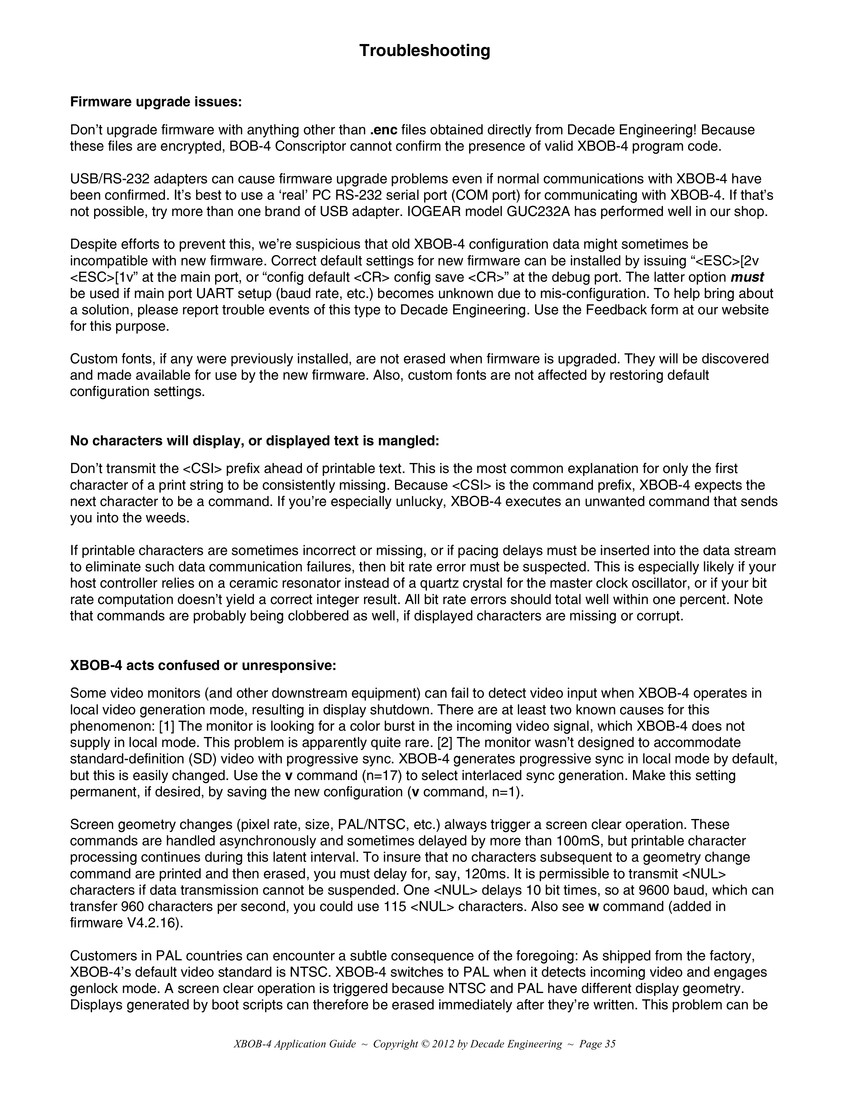 Troubleshooting
Firmware upgrade issues:
Don’t upgrade firmware with anything other than .enc files obtained directly from Decade Engineering! Because
these files are encrypted, BOB-4 Conscriptor cannot confirm the presence of valid XBOB-4 program code.
USB/RS-232 adapters can cause firmware upgrade problems even if normal communications with XBOB-4 have
been confirmed. It’s best to use a ‘real’ PC RS-232 serial port (COM port) for communicating with XBOB-4. If that’s
not possible, try more than one brand of USB adapter. IOGEAR model GUC232A has performed well in our shop.
Despite efforts to prevent this, we’re suspicious that old XBOB-4 configuration data might sometimes be
incompatible with new firmware. Correct default settings for new firmware can be installed by issuing “<ESC>[2v
<ESC>[1v” at the main port, or “config default <CR> config save <CR>” at the debug port. The latter option must
be used if main port UART setup (baud rate, etc.) becomes unknown due to mis-configuration. To help bring about
a solution, please report trouble events of this type to Decade Engineering. Use the Feedback form at our website
for this purpose.
Custom fonts, if any were previously installed, are not erased when firmware is upgraded. They will be discovered
and made available for use by the new firmware. Also, custom fonts are not affected by restoring default
configuration settings.
No characters will display, or displayed text is mangled:
Don’t transmit the <CSI> prefix ahead of printable text. This is the most common explanation for only the first
character of a print string to be consistently missing. Because <CSI> is the command prefix, XBOB-4 expects the
next character to be a command. If you’re especially unlucky, XBOB-4 executes an unwanted command that sends
you into the weeds.
If printable characters are sometimes incorrect or missing, or if pacing delays must be inserted into the data stream
to eliminate such data communication failures, then bit rate error must be suspected. This is especially likely if your
host controller relies on a ceramic resonator instead of a quartz crystal for the master clock oscillator, or if your bit
rate computation doesn’t yield a correct integer result. All bit rate errors should total well within one percent. Note
that commands are probably being clobbered as well, if displayed characters are missing or corrupt.
XBOB-4 acts confused or unresponsive:
Some video monitors (and other downstream equipment) can fail to detect video input when XBOB-4 operates in
local video generation mode, resulting in display shutdown. There are at least two known causes for this
phenomenon: [1] The monitor is looking for a color burst in the incoming video signal, which XBOB-4 does not
supply in local mode. This problem is apparently quite rare. [2] The monitor wasn’t designed to accommodate
standard-definition (SD) video with progressive sync. XBOB-4 generates progressive sync in local mode by default,
but this is easily changed. Use the v command (n=17) to select interlaced sync generation. Make this setting
permanent, if desired, by saving the new configuration (v command, n=1).
Screen geometry changes (pixel rate, size, PAL/NTSC, etc.) always trigger a screen clear operation. These
commands are handled asynchronously and sometimes delayed by more than 100mS, but printable character
processing continues during this latent interval. To insure that no characters subsequent to a geometry change
command are printed and then erased, you must delay for, say, 120ms. It is permissible to transmit <NUL>
characters if data transmission cannot be suspended. One <NUL> delays 10 bit times, so at 9600 baud, which can
transfer 960 characters per second, you could use 115 <NUL> characters. Also see w command (added in
firmware V4.2.16).
Customers in PAL countries can encounter a subtle consequence of the foregoing: As shipped from the factory,
XBOB-4’s default video standard is NTSC. XBOB-4 switches to PAL when it detects incoming video and engages
genlock mode. A screen clear operation is triggered because NTSC and PAL have different display geometry.
Displays generated by boot scripts can therefore be erased immediately after they’re written. This problem can be
XBOB-4 Application Guide ~ Copyright © 2012 by Decade Engineering ~ Page 35